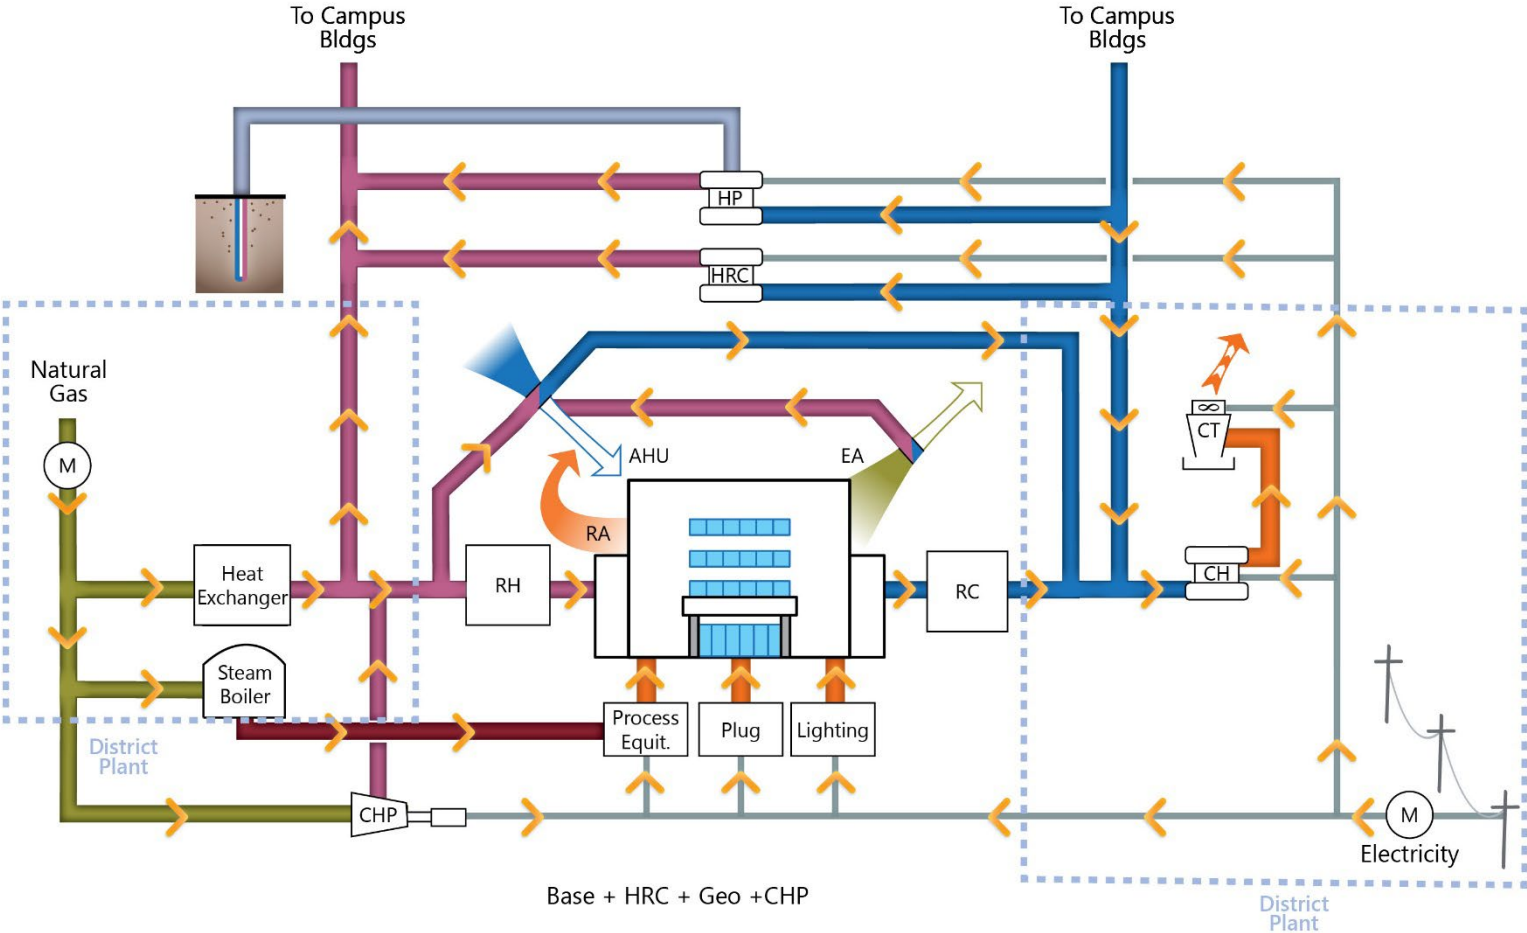 To Campus
Bldgs
To Campus
Bldgs
HP
HRC
Natural
Gas
M
CT
AHU
EA
RA
Heat
Exchanger
RH
RC
CH
Steam
Boiler
Process
Equit.
Plug
Lighting
District
Plant
CHP
M
Electricity
Base + HRC + Geo +CHP
District
Plant